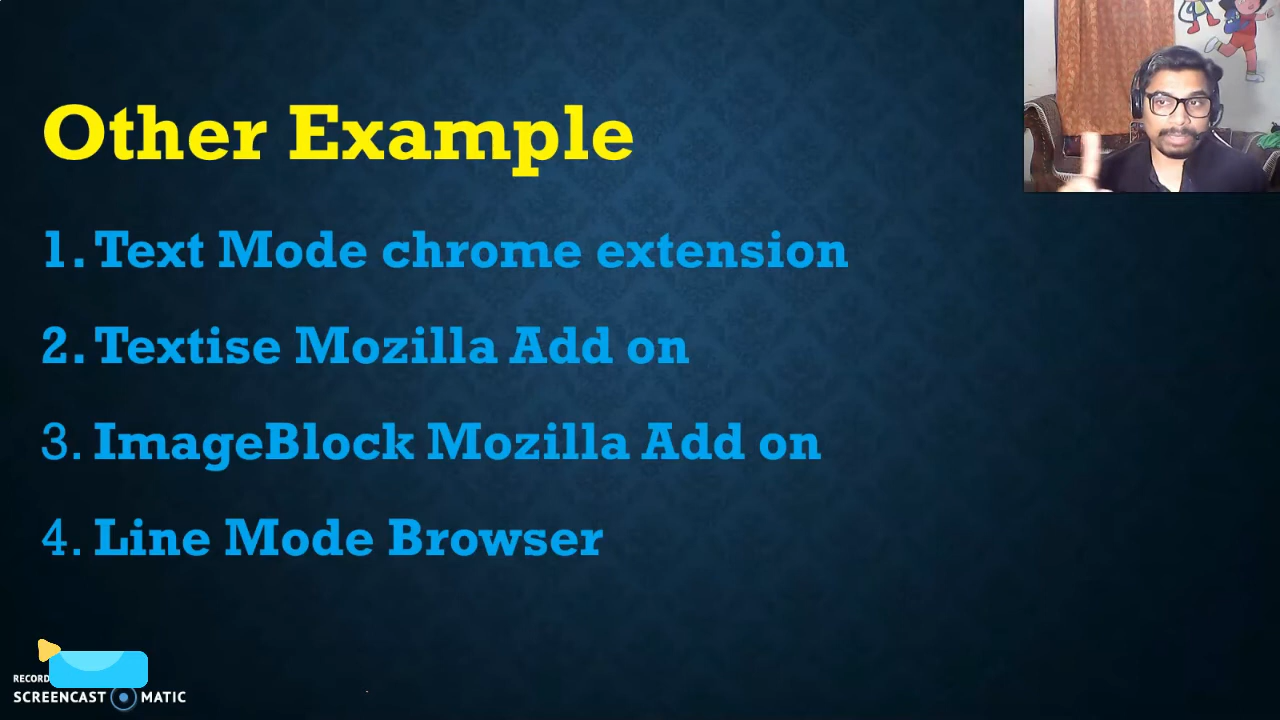 Other Example
1. Text Mode chrome extension
2. Textise Mozilla Add on
3. ImageBlock Mozilla Add on
4. Line Mode Browser
RECORD
SCREENCAST MATIC